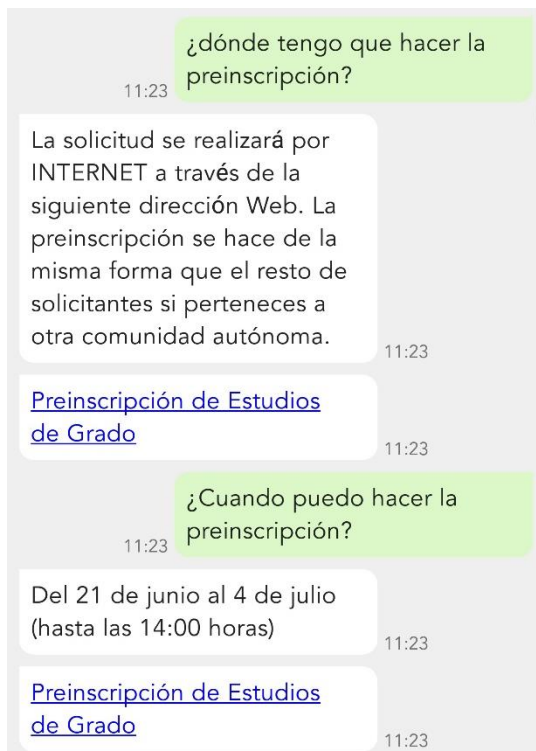 ¿dónde tengo que hacer la
preinscripción?
11:23
La solicitud se realizará por
INTERNET a través de la
siguiente dirección Web. La
preinscripción se hace de la
misma forma que el resto de
solicitantes si perteneces a
otra comunidad autónoma.
11:23
Preinscripción de Estudios
de Grado
11:23
¿Cuando puedo hacer la
preinscripción?
11:23
Del 21 de junio al 4 de julio
(hasta las 14:00 horas)
11:23
Preinscripción de Estudios
de Grado
11:23